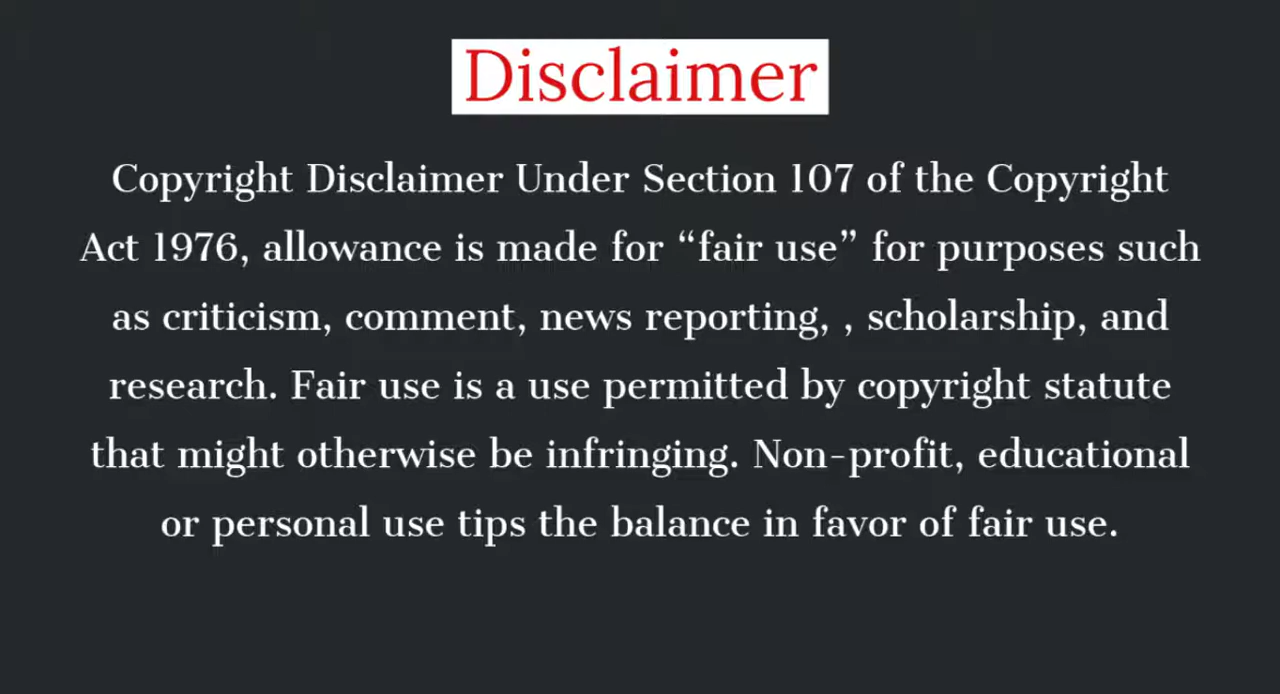 Disclaimer
Copyright Disclaimer Under Section 107 of the Copyright
Act 1976, allowance is made for “fair use” for purposes such
as criticism, comment, news reporting, , scholarship, and
research. Fair use is a use permitted by copyright statute
that might otherwise be infringing. Non-profit, educational
or personal use tips the balance in favor of fair use.